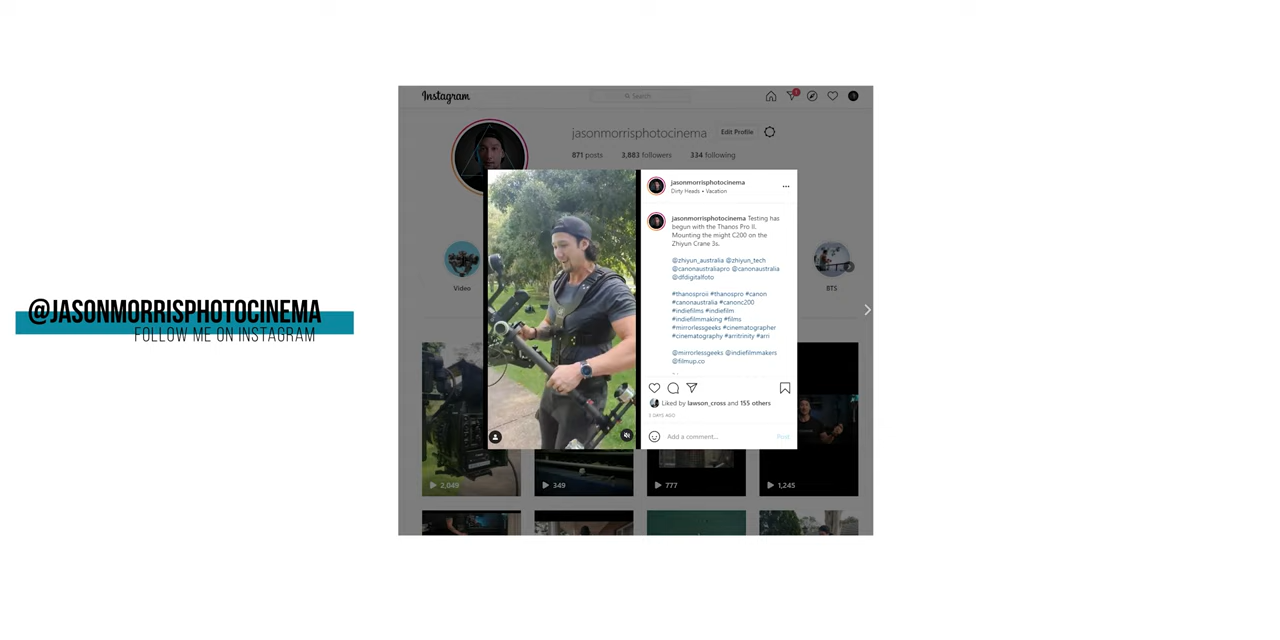 Instagram
Search
jasonmorrisphotocinema
Edit Profile
871 posts
3,883 followers
334 following
jasonmorrisphotocinema
Dirty Heads • Vacation
jasonmorrisphotocinema Testing has
begun with the Thanos Pro II.
Mounting the might C200 on the
Zhiyun Crane 3s.
@zhiyun_australia @zhiyun_tech
@canonaustraliapro @canonaustralia
@dfdigitalfoto
#thanosproii #thanospro #canon
#canonaustralia #canonc200
#indiefilms #indiefilm
#indiefilmmaking #films
#mirrorlessgeeks #cinematographer
#cinematography #arritrinity #arri
@mirrorlessgeeks @indiefilmmakers
@filmup.co
Liked by lawson_cross and 155 others
DAYS AGO
Add a comment...
Post
Video
BTS
@JASONMORRISPHOTOCINEMA
FOLLOW ME ON INSTAGRAM
2,049
349
777
1,245